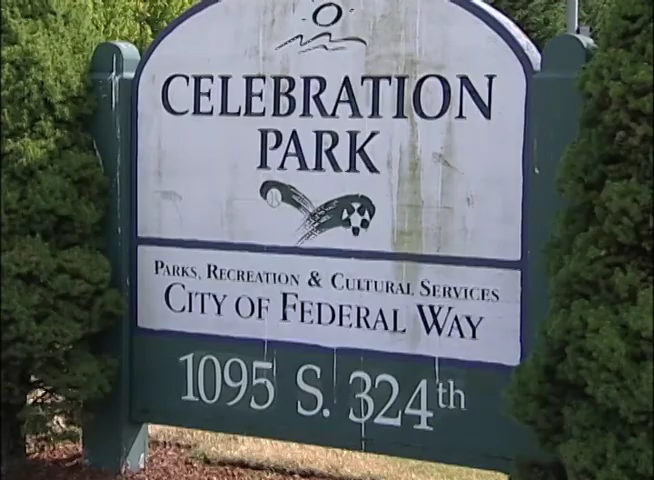 CELEBRATION
PARK
PARKS, RECREATION & CULTURAL SERVICES
CITY OF FEDERAL WAY
1095 S. 324th